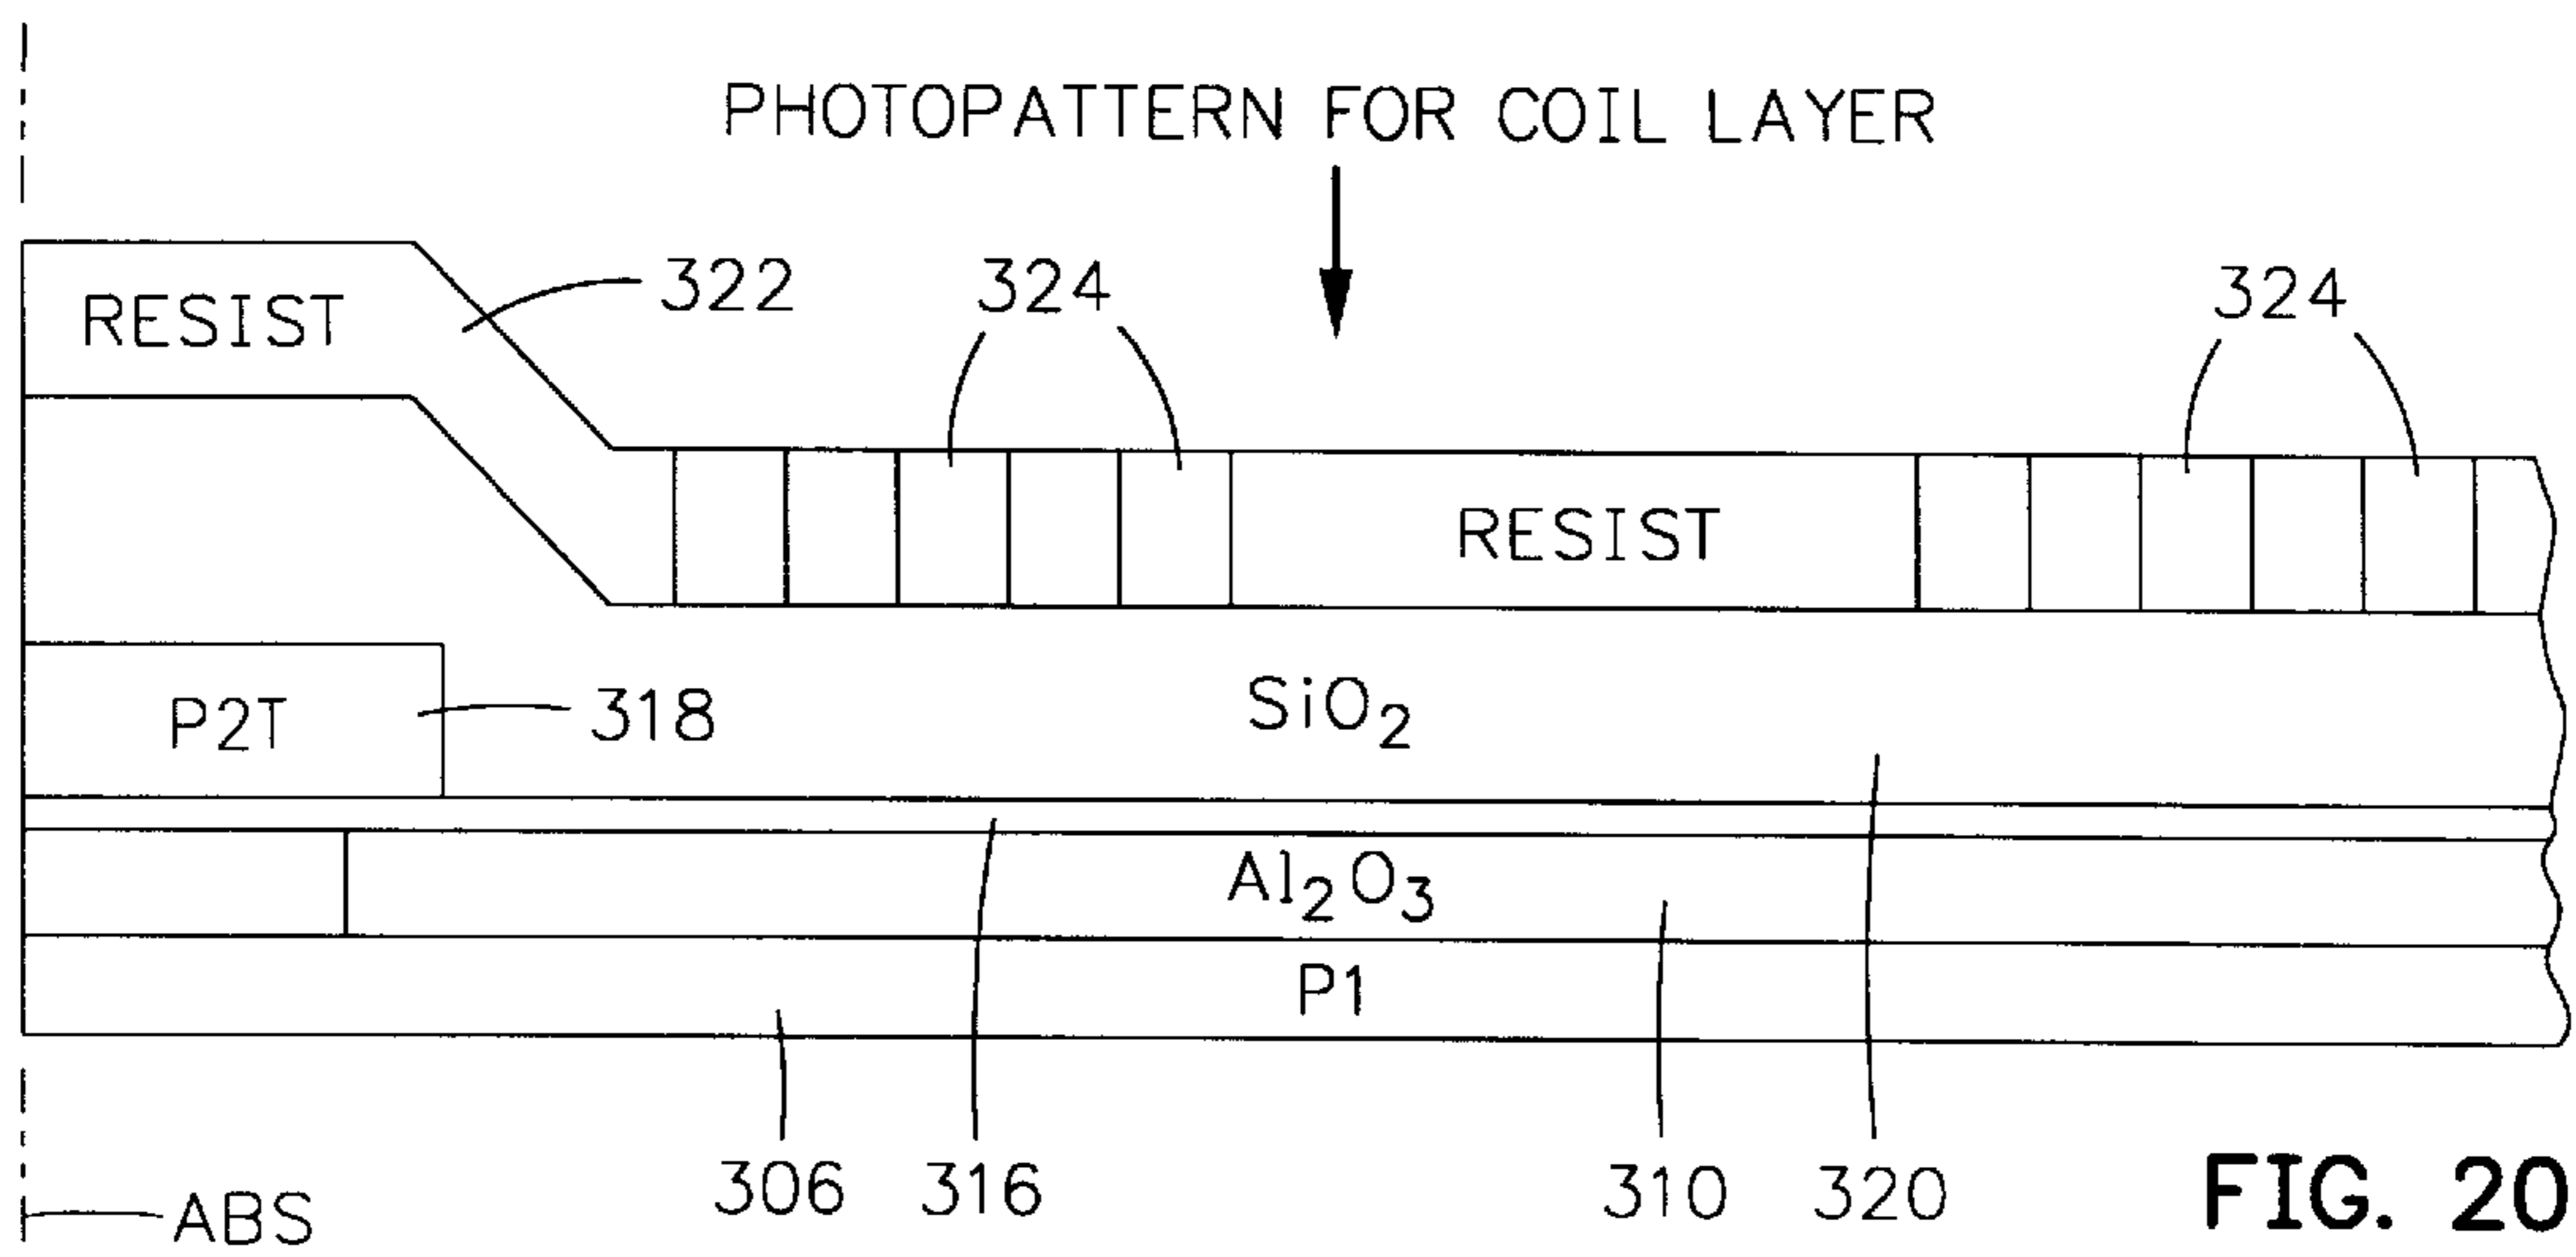 PHOTOPATTERN FOR COIL LAYER
RESIST
322
324
324
RESIST
P2T
318
SiO₂
Al₂O₃
P1
306
316
310
320
ABS
FIG. 20